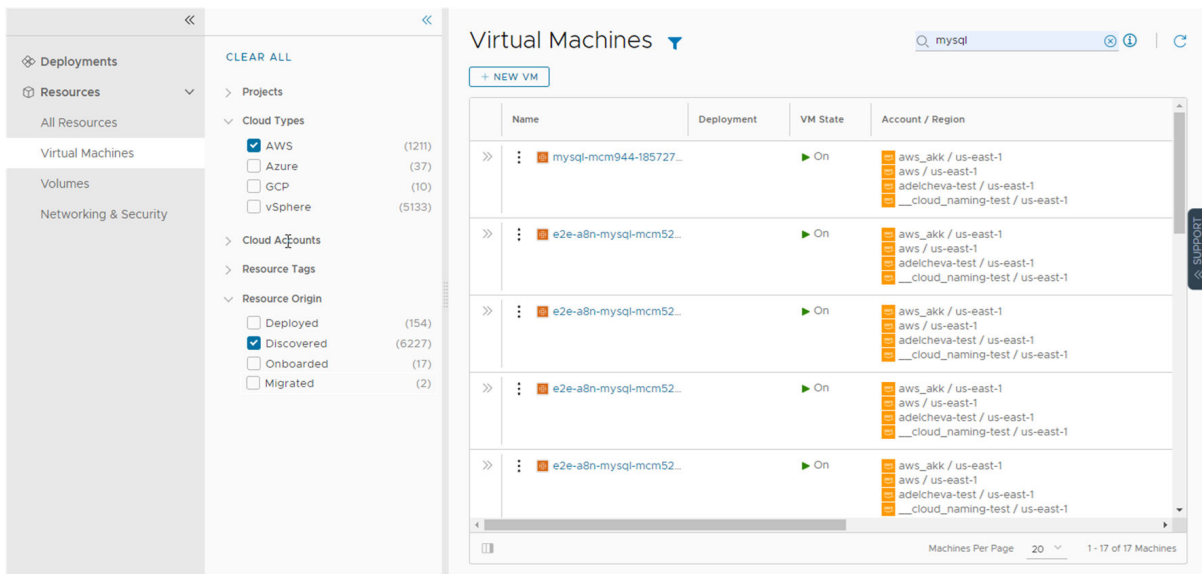 Deployments
Resources
All Resources
Virtual Machines
Volumes
Networking & Security
CLEAR ALL
Projects
Cloud Types
AWS (1211)
Azure (37)
GCP (10)
vSphere (5133)
Cloud Accounts
Resource Tags
Resource Origin
Deployed (154)
Discovered (6227)
Onboarded (17)
Migrated (2)
Virtual Machines
mysql
+ NEW VM
Name Deployment VM State Account / Region
mysql-mcm944-185727... On aws_akk / us-east-1
aws / us-east-1
adelcheva-test / us-east-1
__cloud_naming-test / us-east-1
e2e-a8n-mysql-mcm52... On aws_akk / us-east-1
aws / us-east-1
adelcheva-test / us-east-1
__cloud_naming-test / us-east-1
e2e-a8n-mysql-mcm52... On aws_akk / us-east-1
aws / us-east-1
adelcheva-test / us-east-1
__cloud_naming-test / us-east-1
e2e-a8n-mysql-mcm52... On aws_akk / us-east-1
aws / us-east-1
adelcheva-test / us-east-1
__cloud_naming-test / us-east-1
e2e-a8n-mysql-mcm52... On aws_akk / us-east-1
aws / us-east-1
adelcheva-test / us-east-1
__cloud_naming-test / us-east-1
Machines Per Page 20 1 - 17 of 17 Machines
SUPPORT